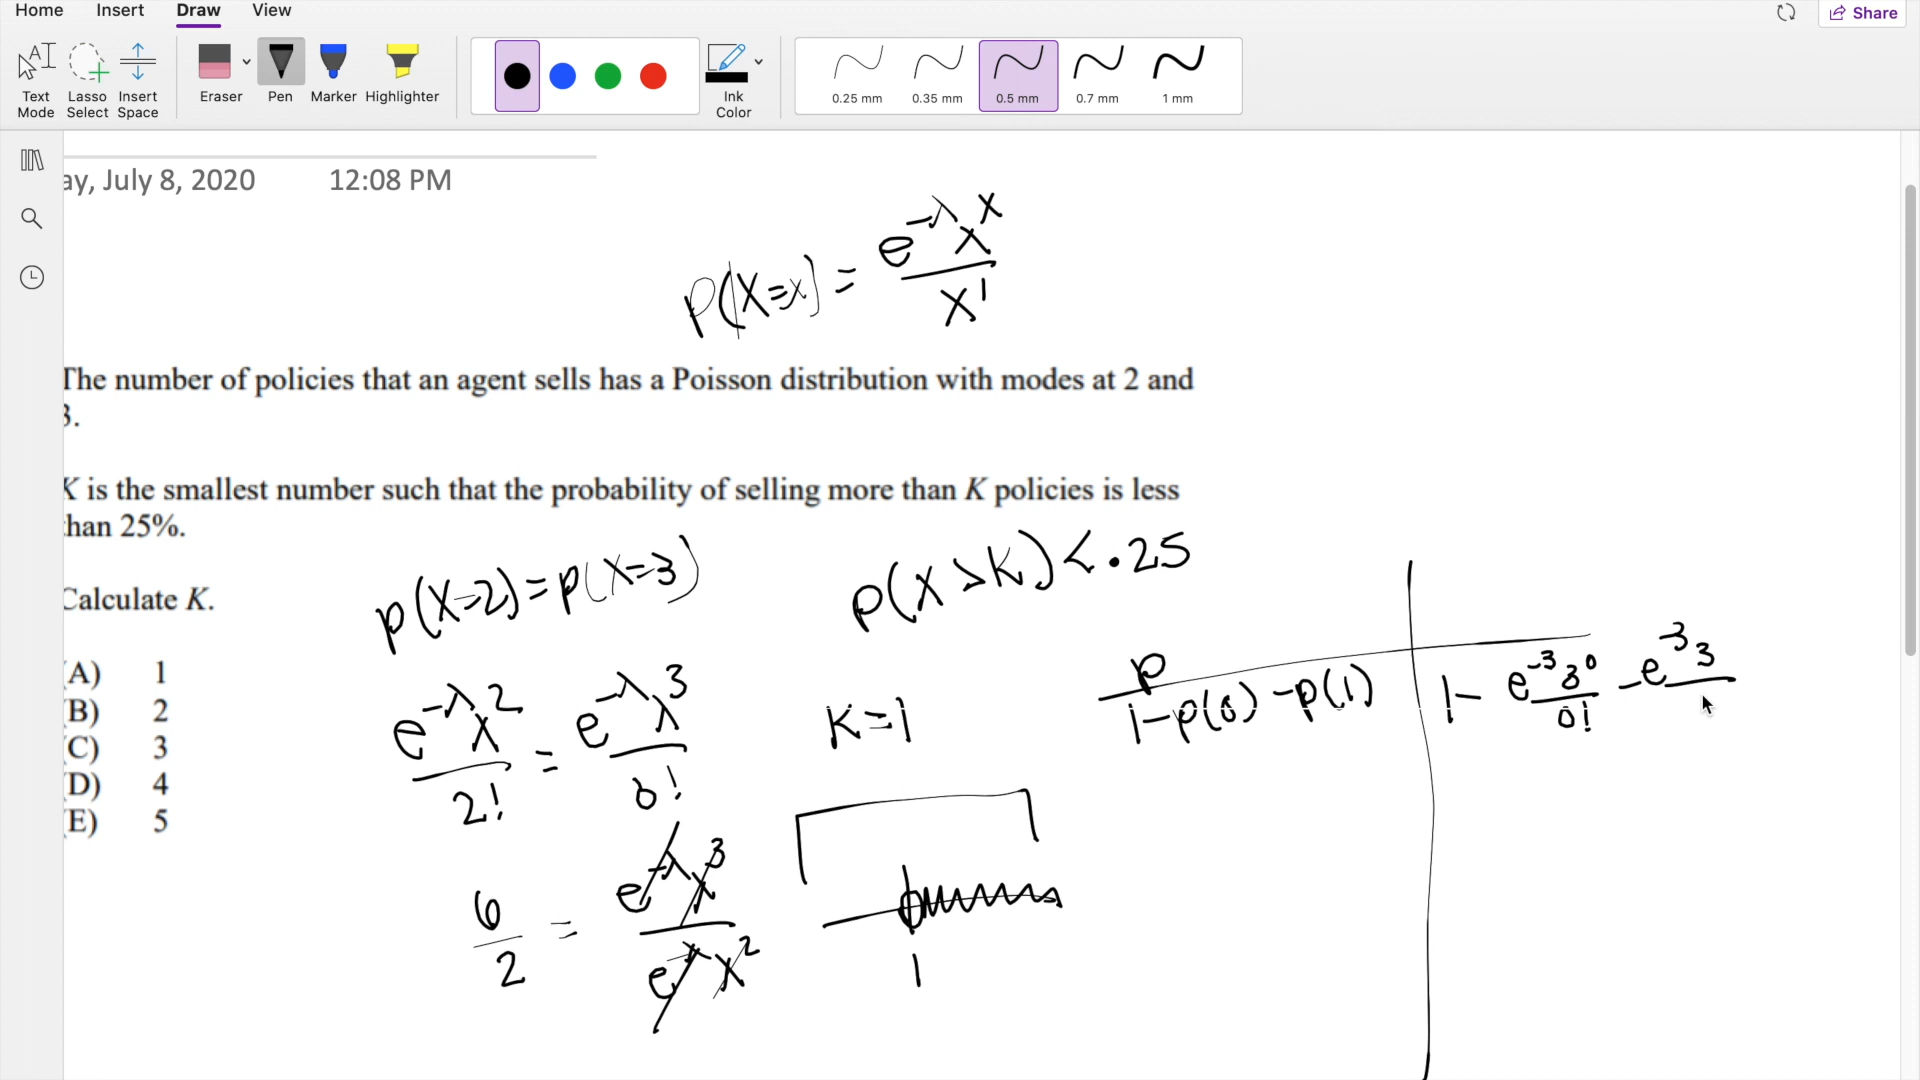 Home Insert Draw View Share
Text Mode Lasso Select Insert Space Eraser Pen Marker Highlighter Ink Color 0.25 mm 0.35 mm 0.5 mm 0.7 mm 1 mm
ay, July 8, 2020 12:08 PM
P(X=x) = e^-λ λ^x / x!
The number of policies that an agent sells has a Poisson distribution with modes at 2 and
3.
K is the smallest number such that the probability of selling more than K policies is less
than 25%.
p(X=2)=p(X=3) P(X>K)<.25
Calculate K.
(A) 1
(B) 2
(C) 3
(D) 4
(E) 5
e^-λ λ^2 / 2! = e^-λ λ^3 / 6!
K=1
P
1-P(0)-P(1) 1- e^-3 3^0 / 0! - e^-3 3
6/2 = e^-λ λ^3 / e^-λ λ^2
1